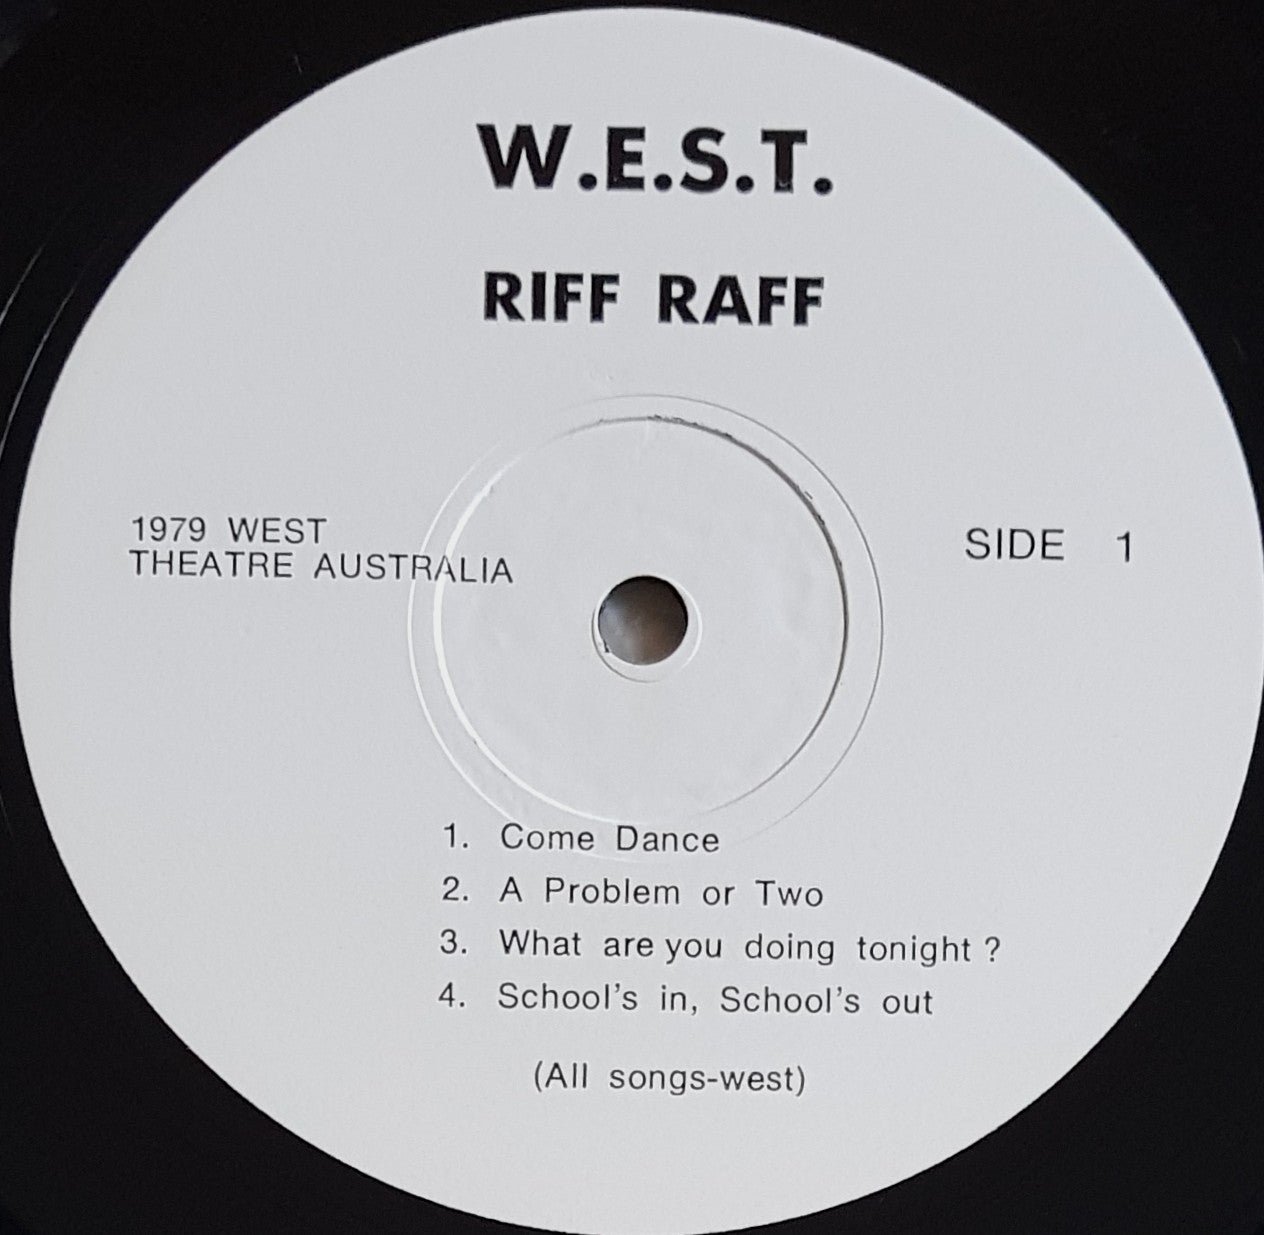 W.E.S.T.
RIFF RAFF
1979 WEST
THEATRE AUSTRALIA
SIDE 1
1. Come Dance
2. A Problem or Two
3. What are you doing tonight ?
4. School's in, School's out
(All songs-west)